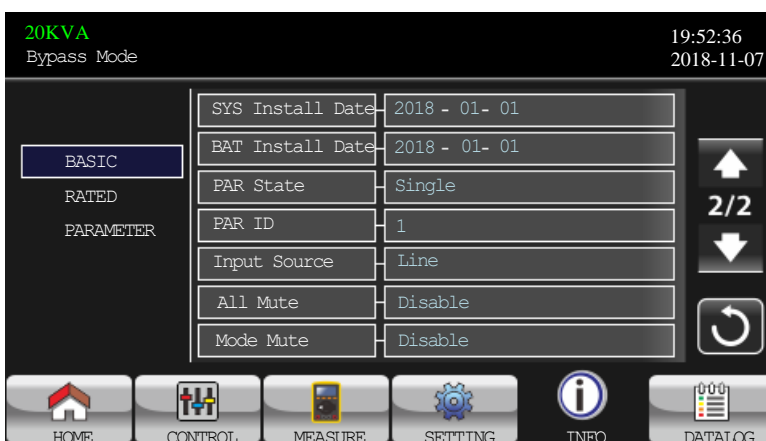 20KVA 19:52:36
Bypass Mode 2018-11-07
SYS Install Date 2018 - 01- 01
BAT Install Date 2018 - 01- 01
BASIC
PAR State Single
RATED
2/2
PAR ID 1
PARAMETER
Input Source Line
All Mute Disable
Mode Mute Disable
HOME CONTROL MEASURE SETTING INFO DATALOG